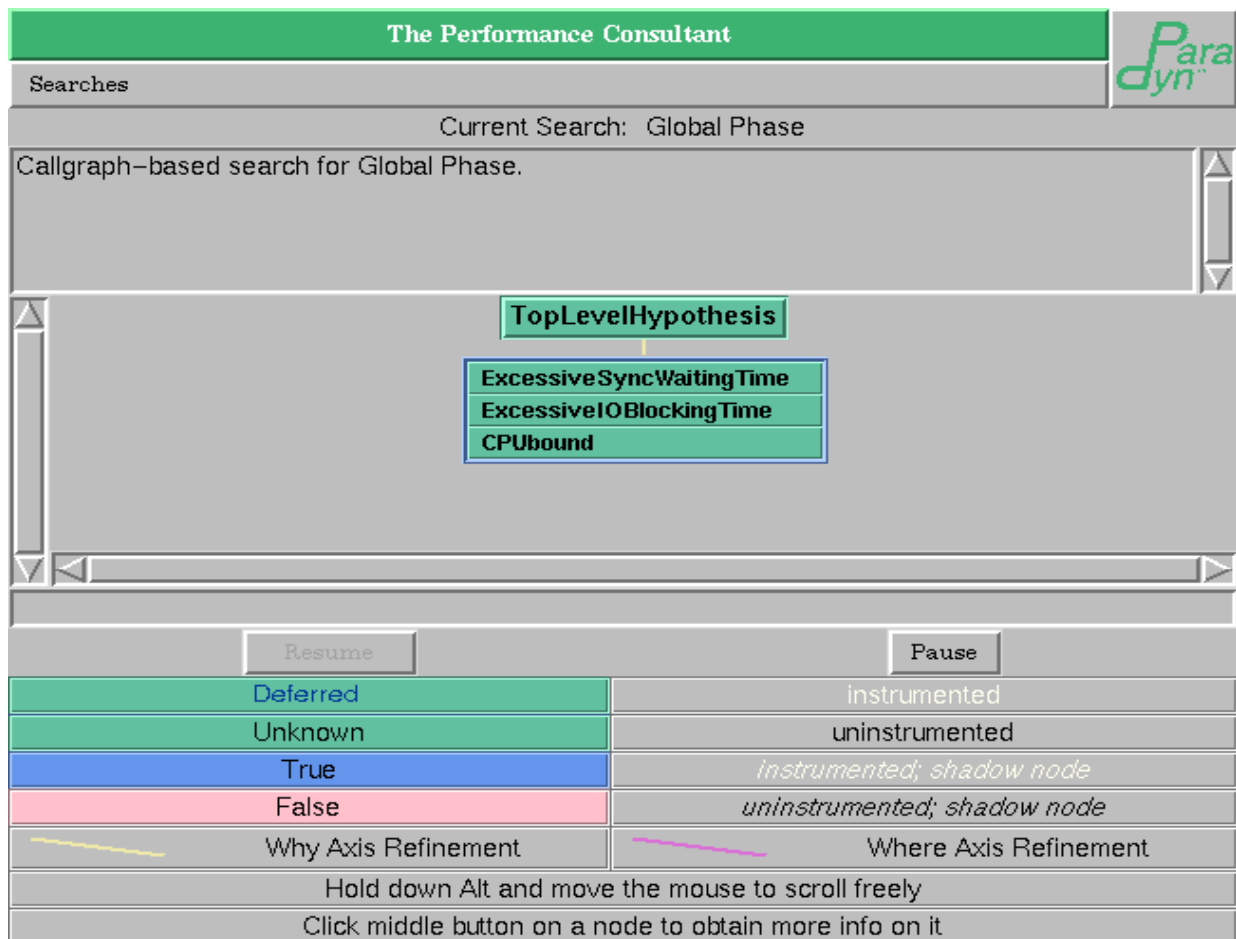 The Performance Consultant
Para
dyn™
Searches
Current Search: Global Phase
Callgraph-based search for Global Phase.
TopLevelHypothesis
ExcessiveSyncWaitingTime
ExcessiveIOBlockingTime
CPUbound
Resume
Pause
Deferred
instrumented
Unknown
uninstrumented
True
instrumented; shadow node
False
uninstrumented; shadow node
Why Axis Refinement
Where Axis Refinement
Hold down Alt and move the mouse to scroll freely
Click middle button on a node to obtain more info on it